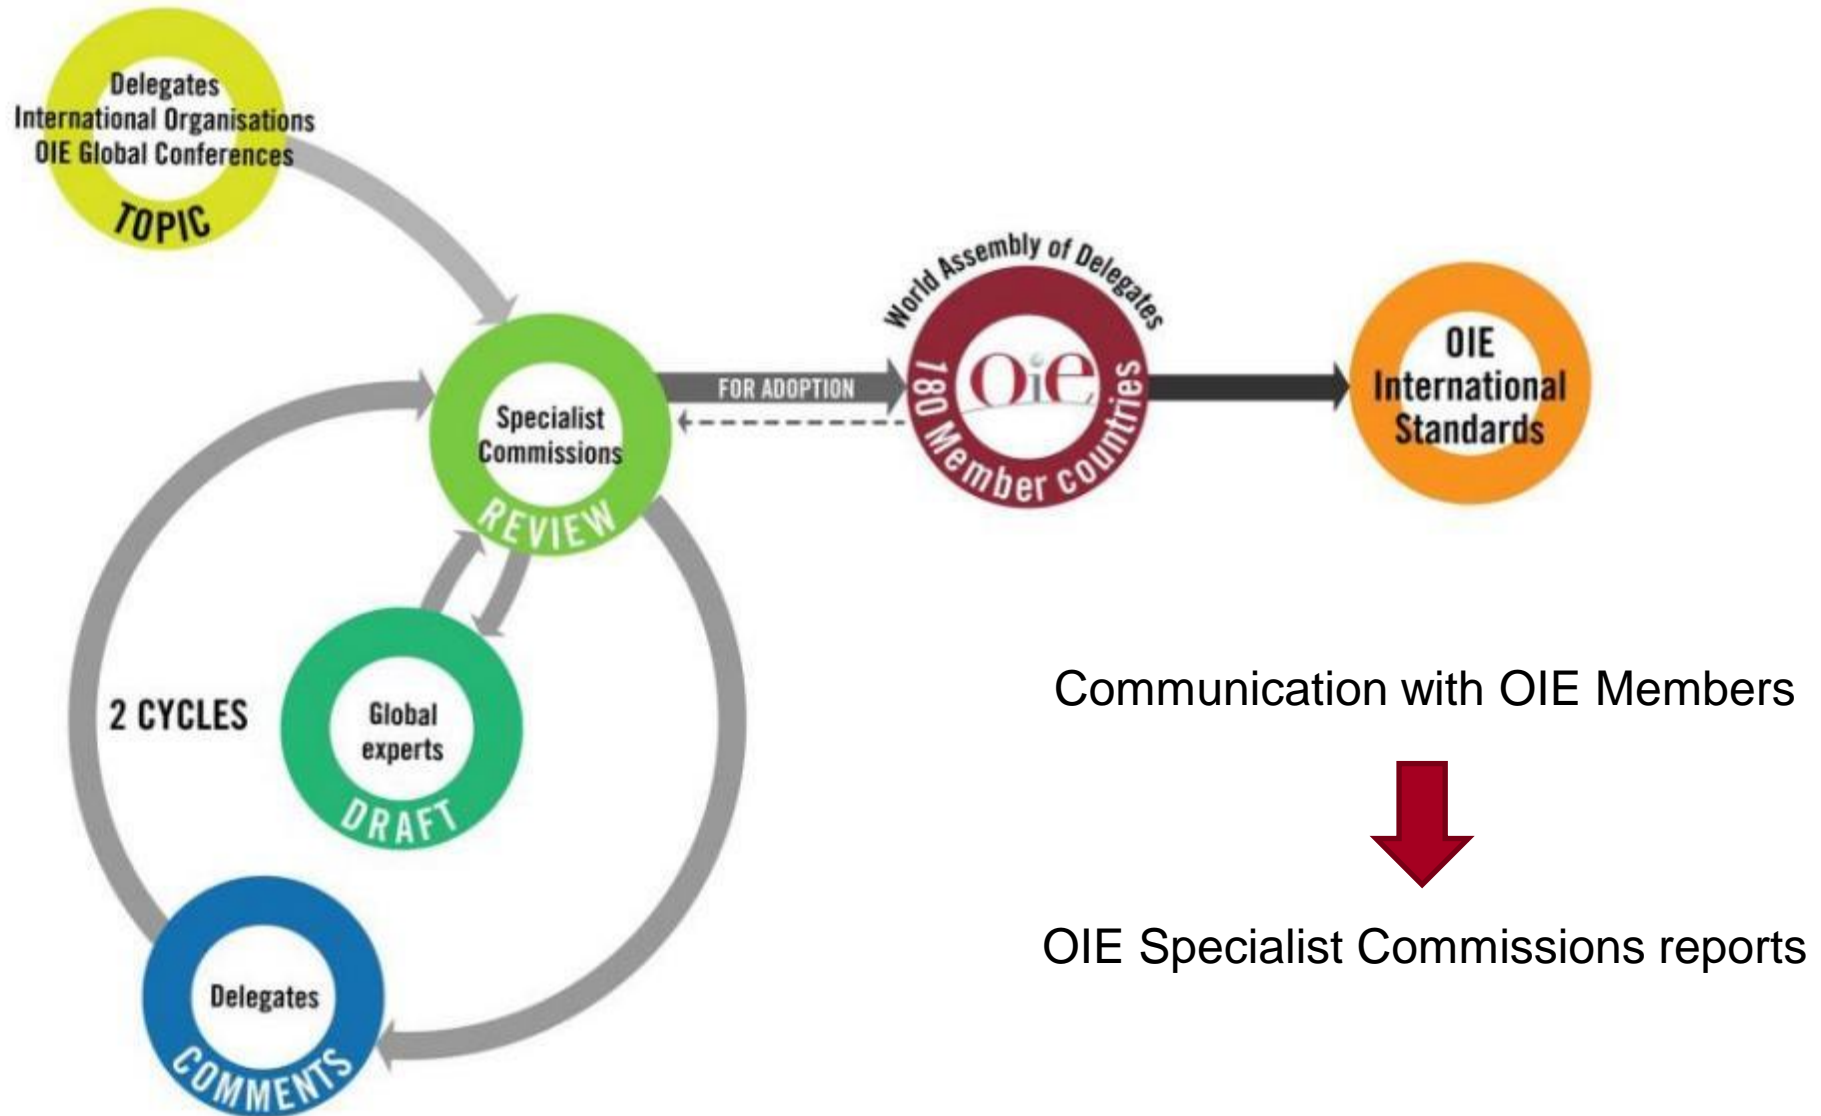 Delegates
International Organisations
OIE Global Conferences
TOPIC
World Assembly of Delegates
oie
180 Member countries
OIE
International
Standards
FOR ADOPTION
Specialist
Commissions
REVIEW
2 CYCLES
Global
experts
DRAFT
Delegates
COMMENTS
Communication with OIE Members
OIE Specialist Commissions reports